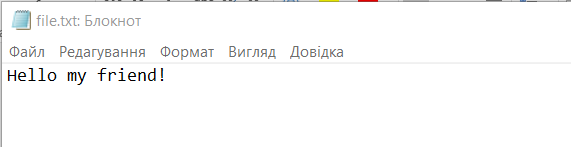 file.txt: Блокнот
Файл Редагування Формат Вигляд Довідка
Hello my friend!